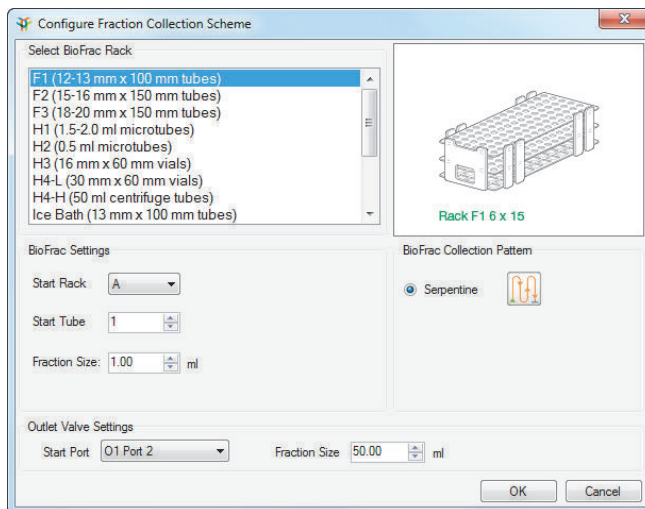 Configure Fraction Collection Scheme
Select BioFrac Rack
F1 (12-13 mm x 100 mm tubes)
F2 (15-16 mm x 150 mm tubes)
F3 (18-20 mm x 150 mm tubes)
H1 (1.5-2.0 ml microtubes)
H2 (0.5 ml microtubes)
H3 (16 mm x 60 mm vials)
H4-L (30 mm x 60 mm vials)
H4-H (50 ml centrifuge tubes)
Ice Bath (13 mm x 100 mm tubes)
Rack F1 6 x 15
BioFrac Settings
Start Rack A
Start Tube 1
Fraction Size: 1.00 ml
BioFrac Collection Pattern
Serpentine
Outlet Valve Settings
Start Port O1 Port 2 Fraction Size 50.00 ml
OK Cancel